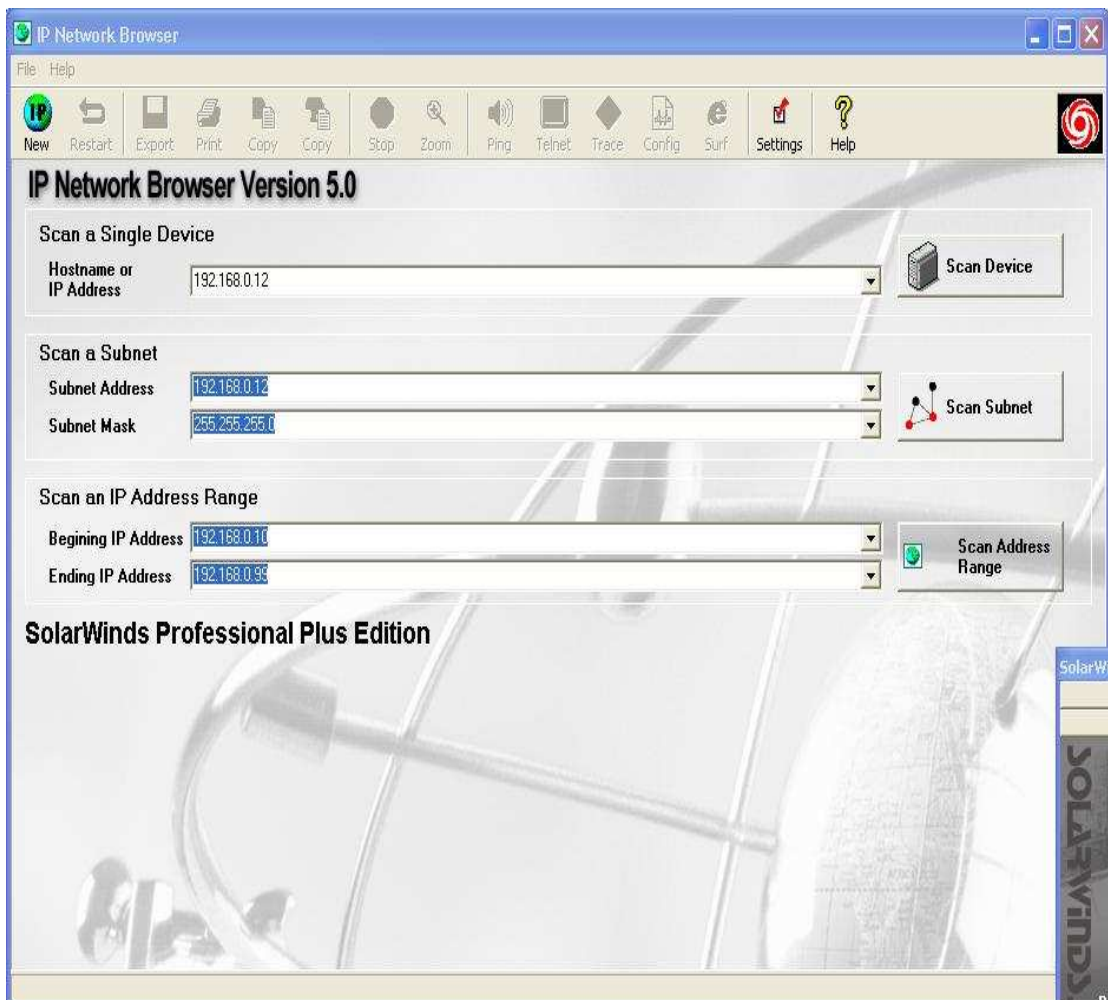 IP Network Browser
File Help
IP
New Restart Export Print Copy Copy Stop Zoom Ping Telnet Trace Config Surf Settings Help
IP Network Browser Version 5.0
Scan a Single Device
Hostname or
IP Address
192.168.0.12
Scan Device
Scan a Subnet
Subnet Address
192.168.0.12
Subnet Mask
255.255.255.0
Scan Subnet
Scan an IP Address Range
Begining IP Address
192.168.0.10
Ending IP Address
192.168.0.99
Scan Address
Range
SolarWinds Professional Plus Edition
SolarW
SOLARWINDS